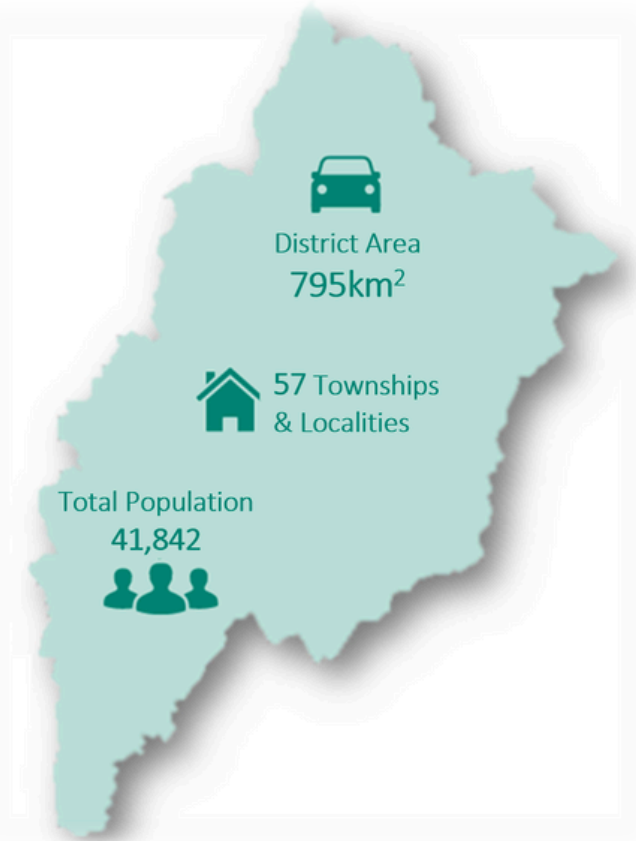 District Area
795km²
57 Townships
& Localities
Total Population
41,842